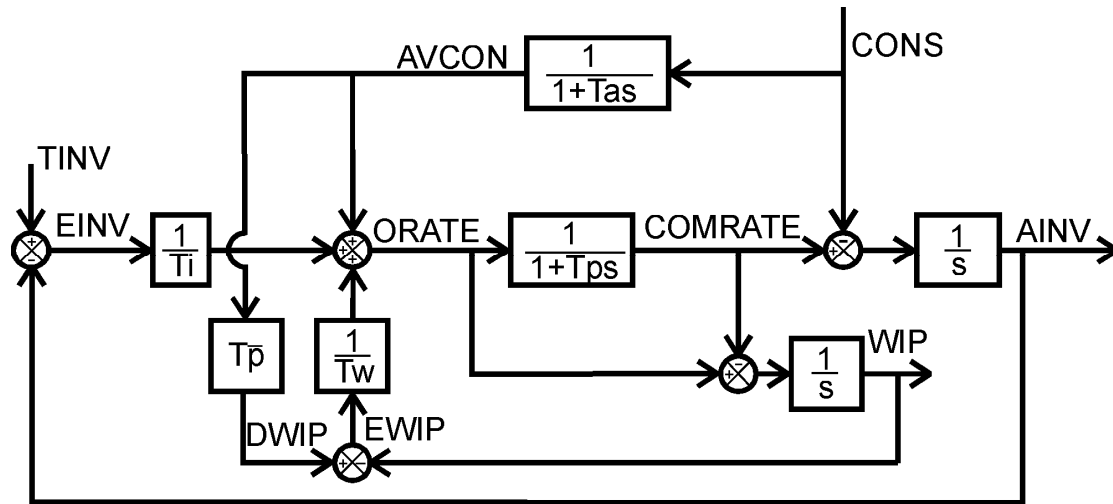 CONS
AVCON
1
1+Tas
TINV
EINV
1
Ti
+
-
+
+
+
ORATE
1
1+Tps
COMRATE
-
+
1
s
AINV
Tp̅
1
Tw
-
+
1
s
WIP
DWIP
EWIP
+
-